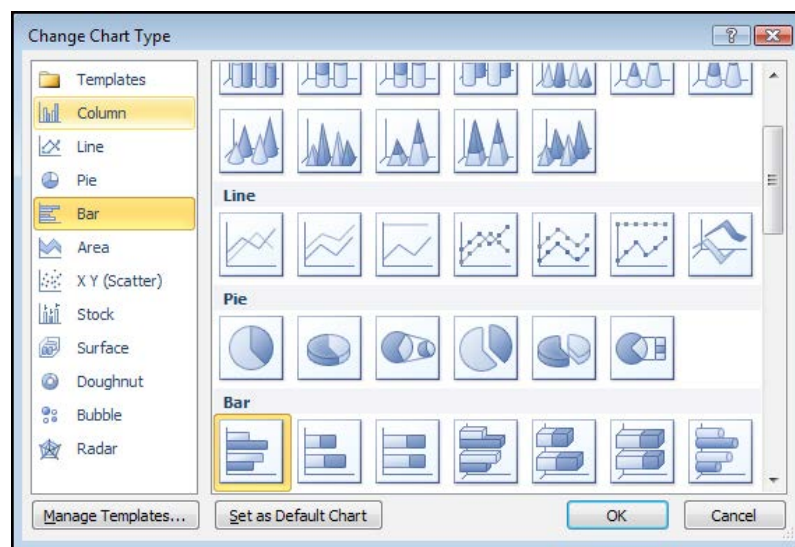 Change Chart Type
Templates
Column
Line
Pie
Bar
Area
X Y (Scatter)
Stock
Surface
Doughnut
Bubble
Radar
Line
Pie
Bar
Manage Templates...
Set as Default Chart
OK
Cancel